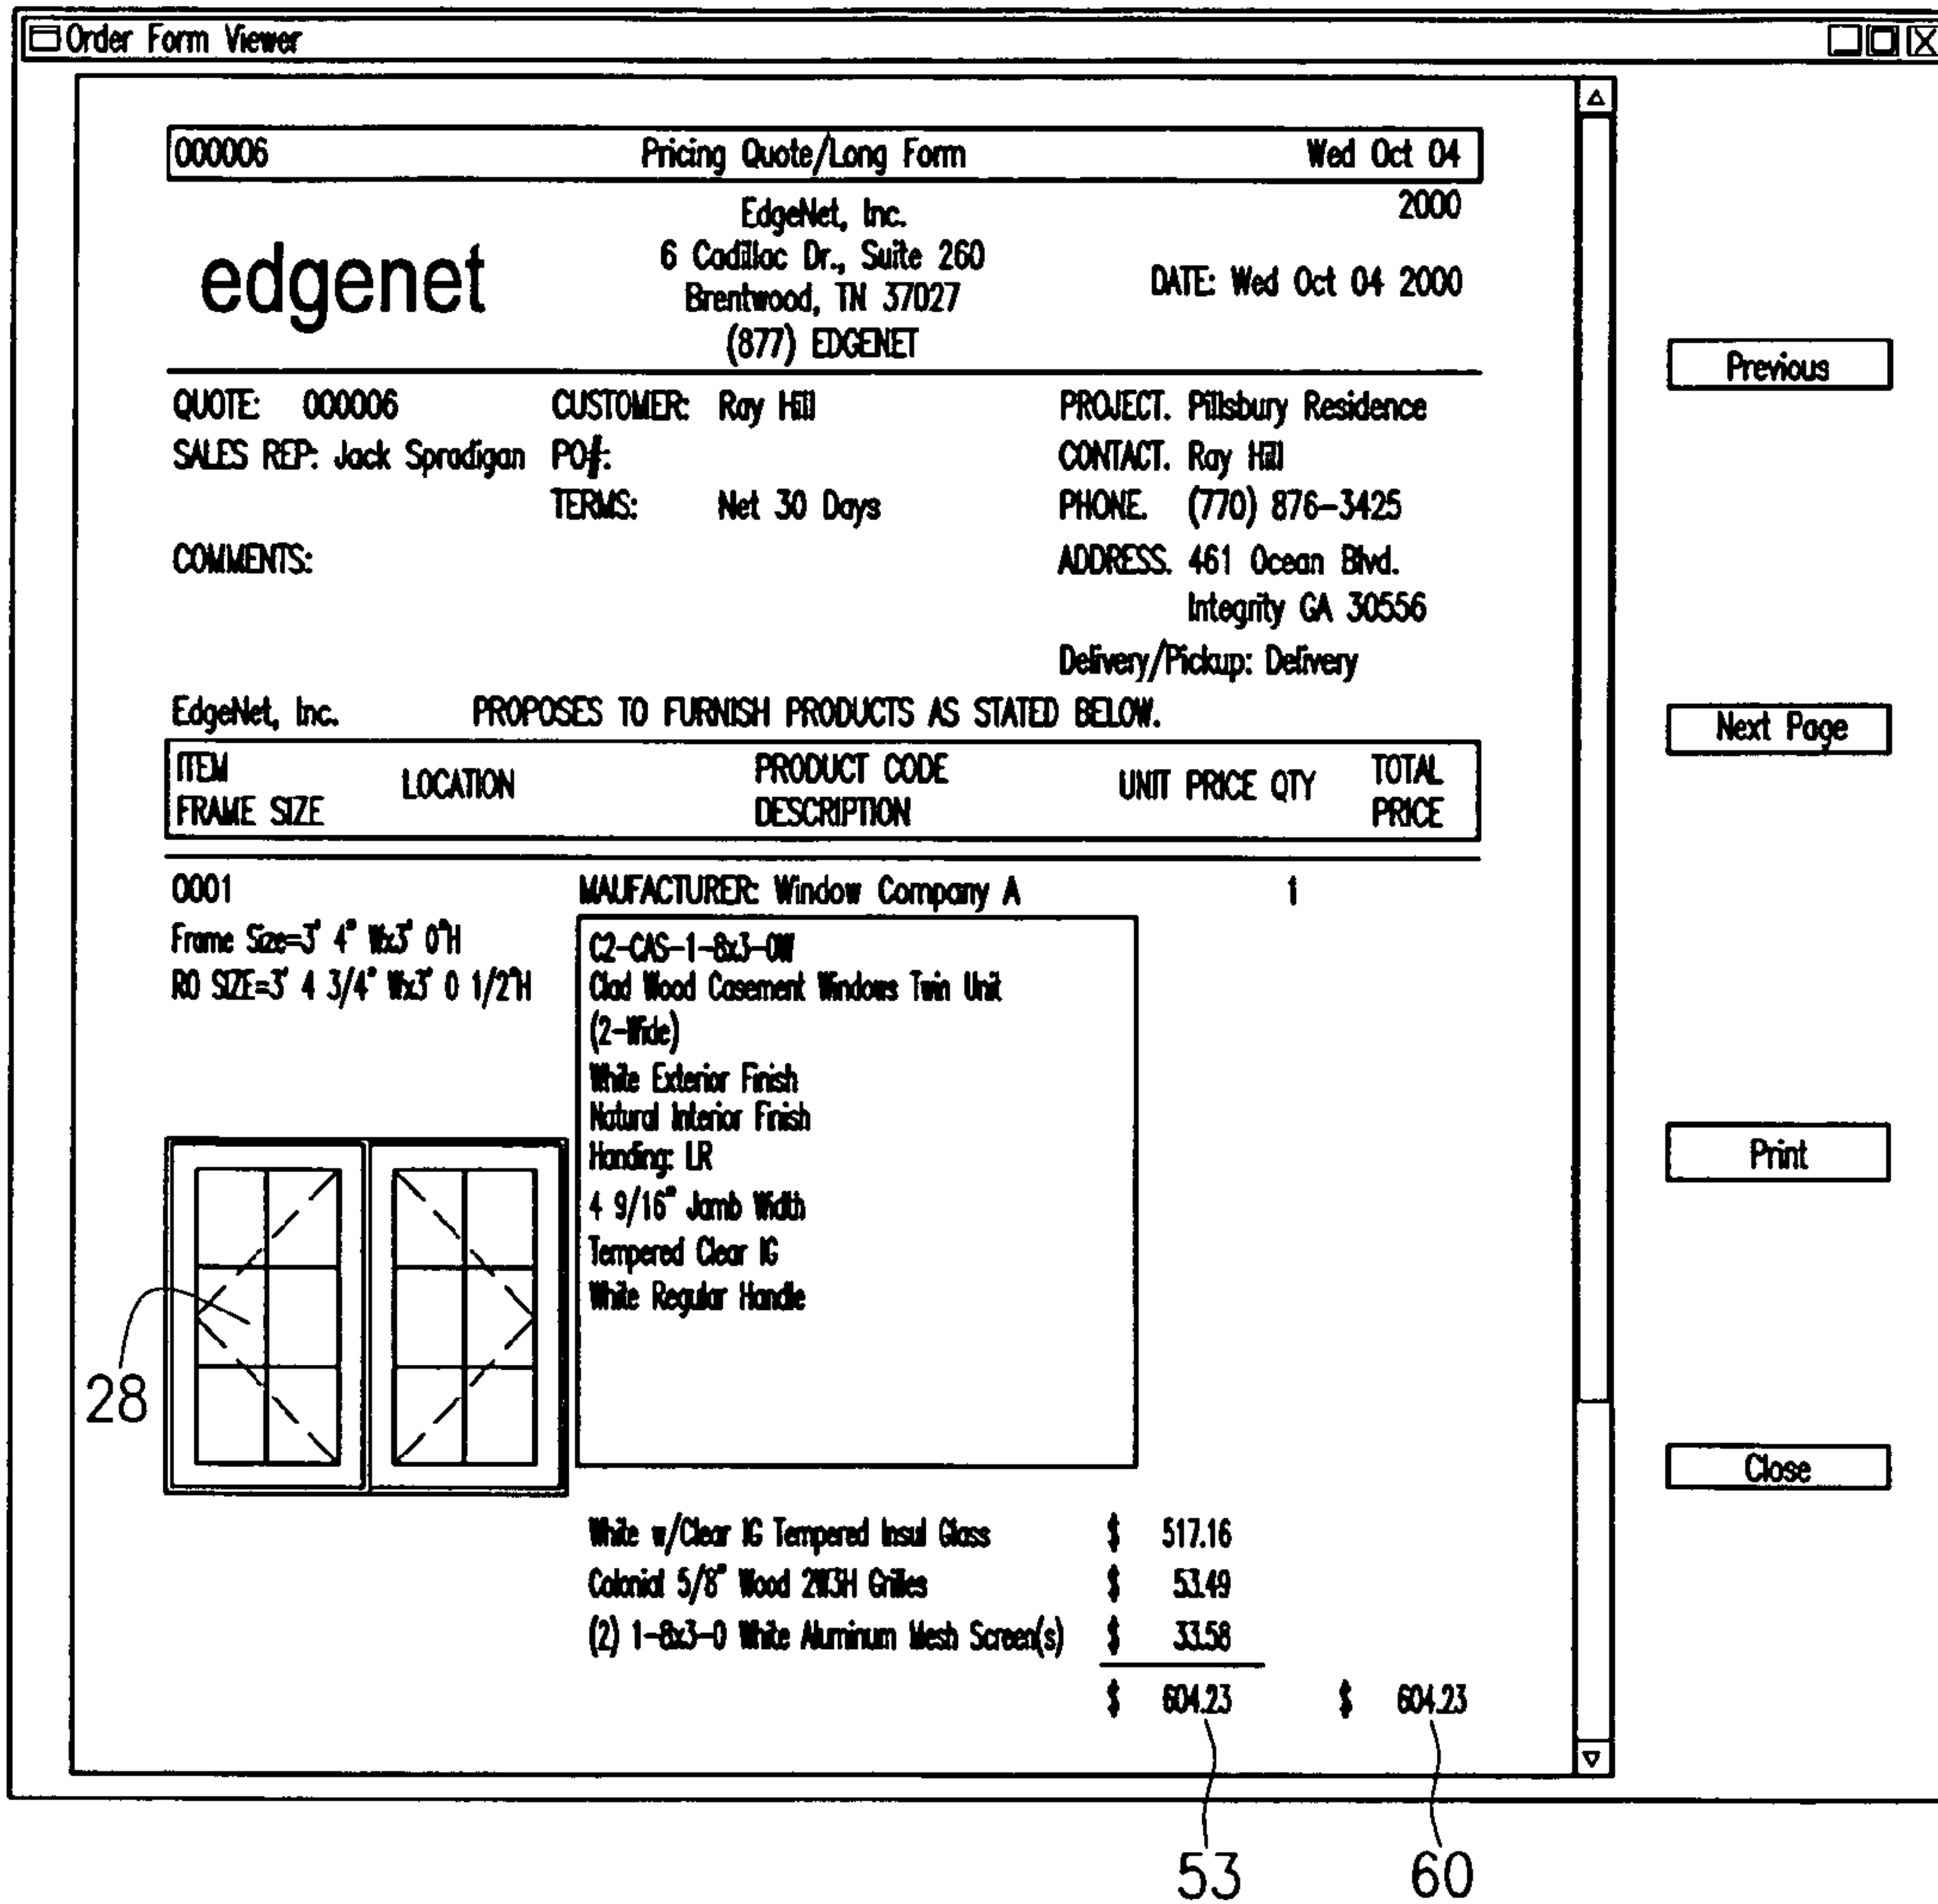 Order Form Viewer
000006 Pricing Quote/Long Form Wed Oct 04
2000
edgenet
EdgeNet, Inc.
6 Cadillac Dr., Suite 260
Brentwood, TN 37027
(877) EDGENET
DATE: Wed Oct 04 2000
QUOTE: 000006 CUSTOMER: Ray Hill PROJECT. Pillsbury Residence
SALES REP: Jack Spradigan PO#: CONTACT. Ray Hill
TERMS: Net 30 Days PHONE. (770) 876-3425
COMMENTS: ADDRESS. 461 Ocean Blvd.
Integrity GA 30556
Delivery/Pickup: Delivery
EdgeNet, Inc. PROPOSES TO FURNISH PRODUCTS AS STATED BELOW.
ITEM
FRAME SIZE
LOCATION
PRODUCT CODE
DESCRIPTION
UNIT PRICE QTY
TOTAL
PRICE
0001 MAUFACTURER: Window Company A 1
Frame Size=3' 4" Wx3' 0"H
RO SIZE=3' 4 3/4" Wx3' 0 1/2"H
C2-CAS-1-8x3-0W
Clad Wood Casement Windows Twin Unit
(2-Wide)
White Exterior Finish
Natural Interior Finish
Handing: LR
4 9/16" Jamb Width
Tempered Clear IG
White Regular Handle
28
White w/Clear IG Tempered Insul Glass $ 517.16
Colonial 5/8" Wood 2W3H Grilles $ 53.49
(2) 1-8x3-0 White Aluminum Mesh Screen(s) $ 33.58
$ 604.23 $ 604.23
53 60
Previous
Next Page
Print
Close